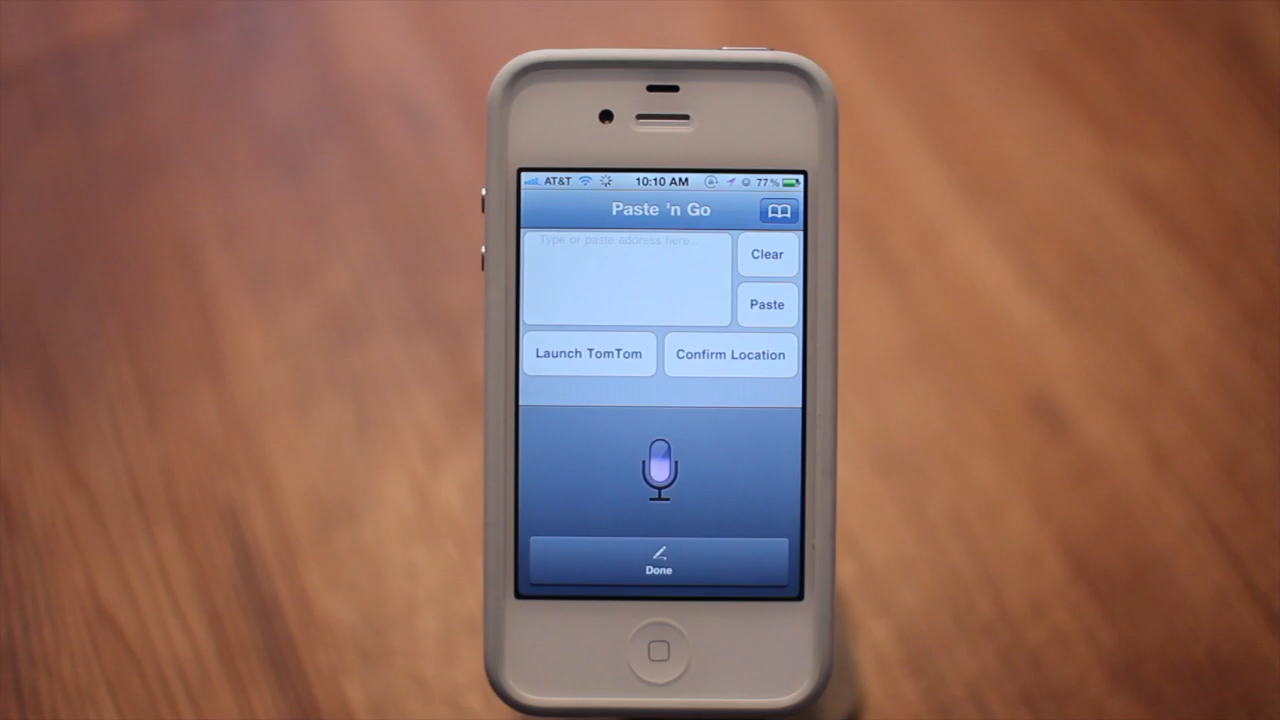 AT&T 10:10 AM 77%
Paste 'n Go
Type or paste address here...
Clear
Paste
Launch TomTom
Confirm Location
Done